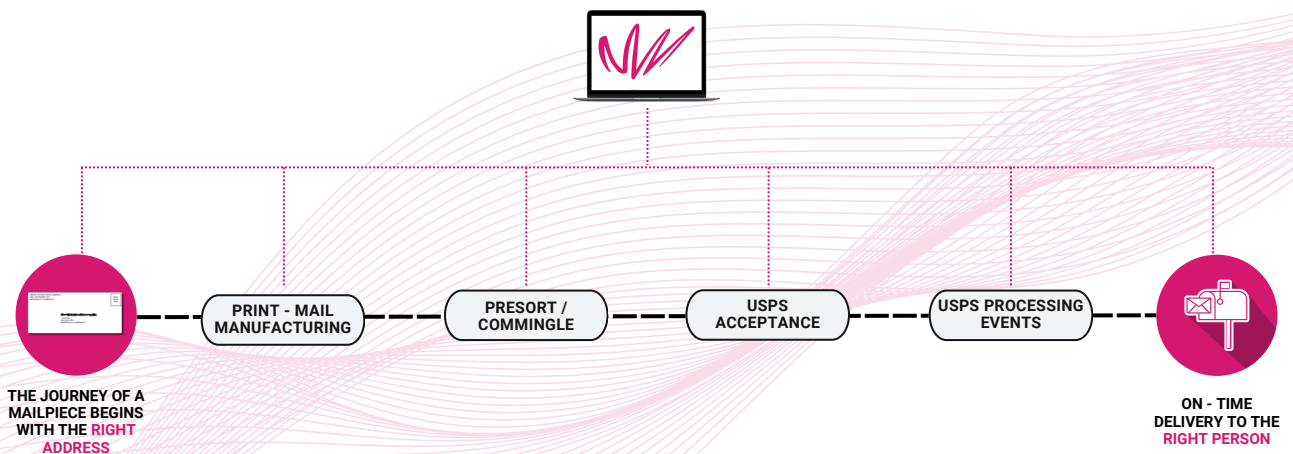 PRINT - MAIL
MANUFACTURING
PRESORT /
COMMINGLE
USPS
ACCEPTANCE
USPS PROCESSING
EVENTS
THE JOURNEY OF A
MAILPIECE BEGINS
WITH THE RIGHT
ADDRESS
ON - TIME
DELIVERY TO THE
RIGHT PERSON